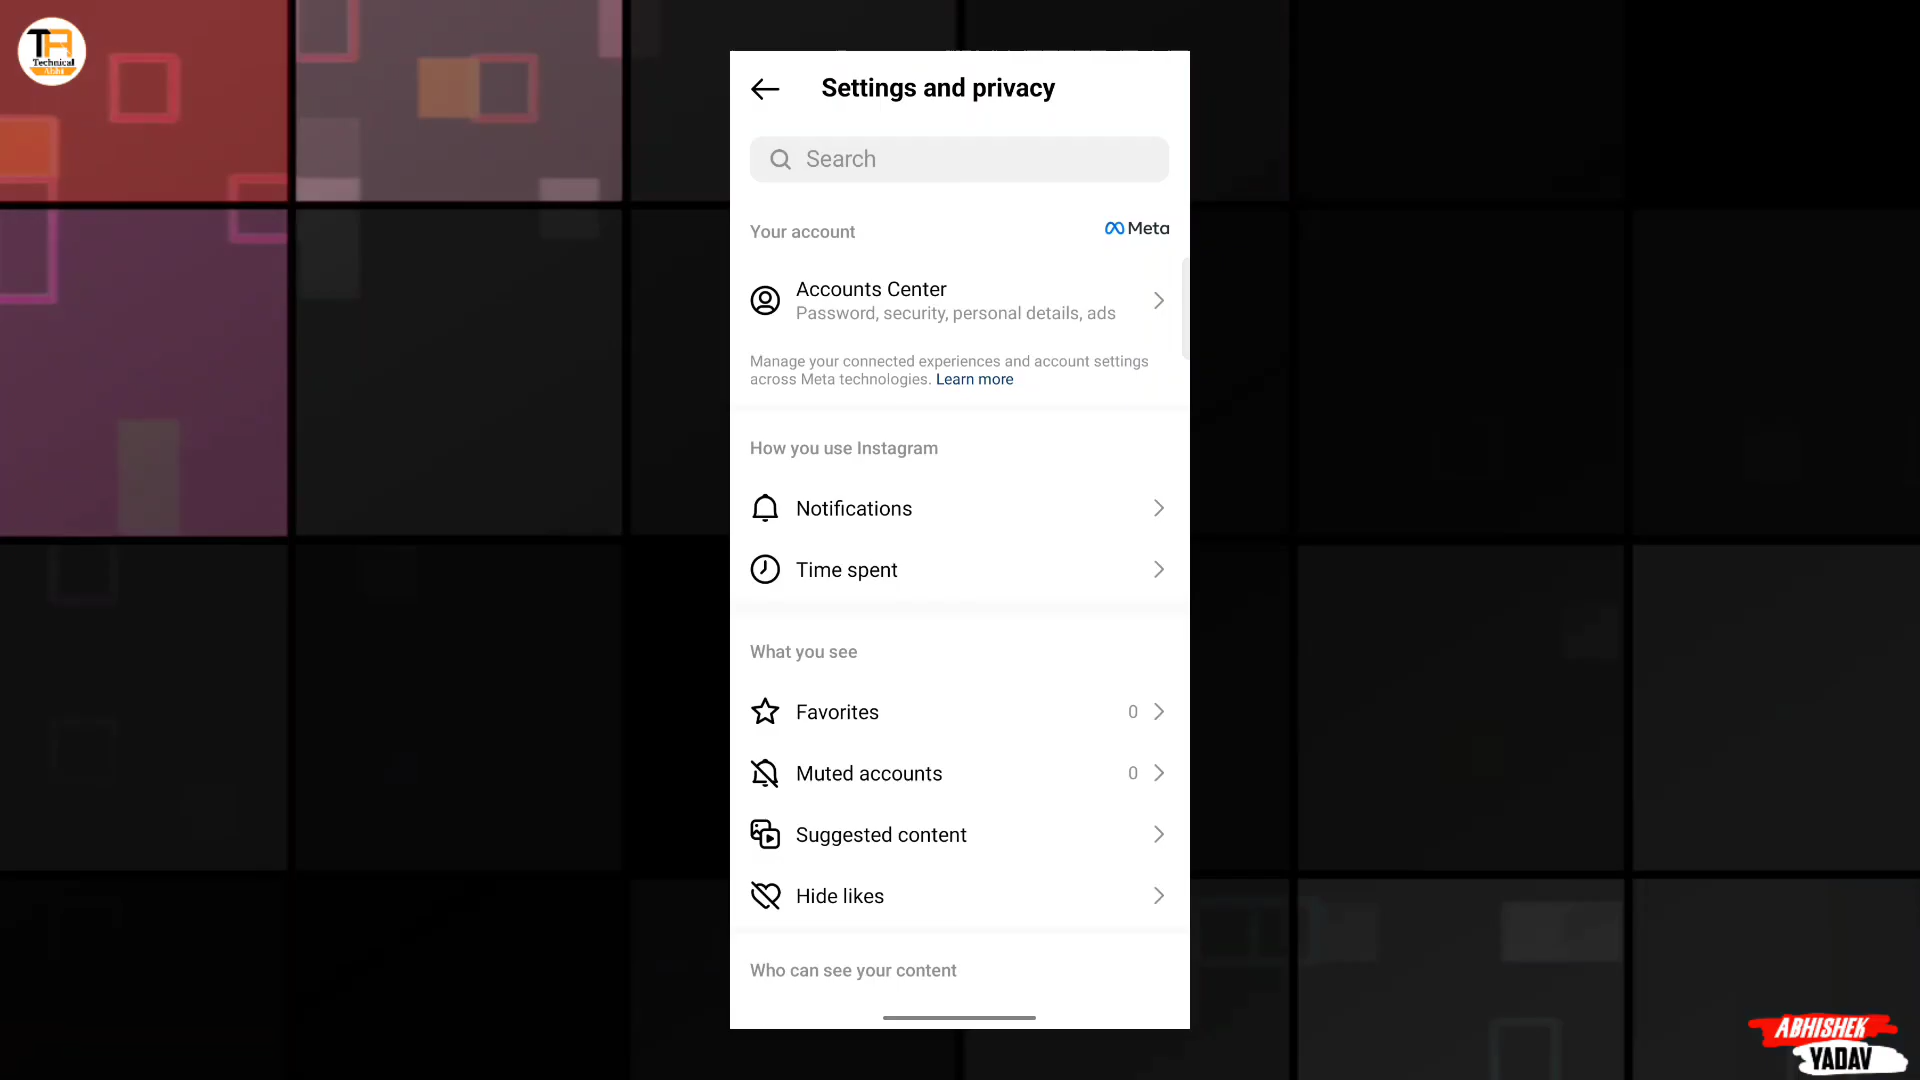 TA
Technical
Abhi
Settings and privacy
Search
Your account
Meta
Accounts Center
Password, security, personal details, ads
Manage your connected experiences and account settings
across Meta technologies. Learn more
How you use Instagram
Notifications
Time spent
What you see
Favorites 0
Muted accounts 0
Suggested content
Hide likes
Who can see your content
ABHISHEK
YADAV